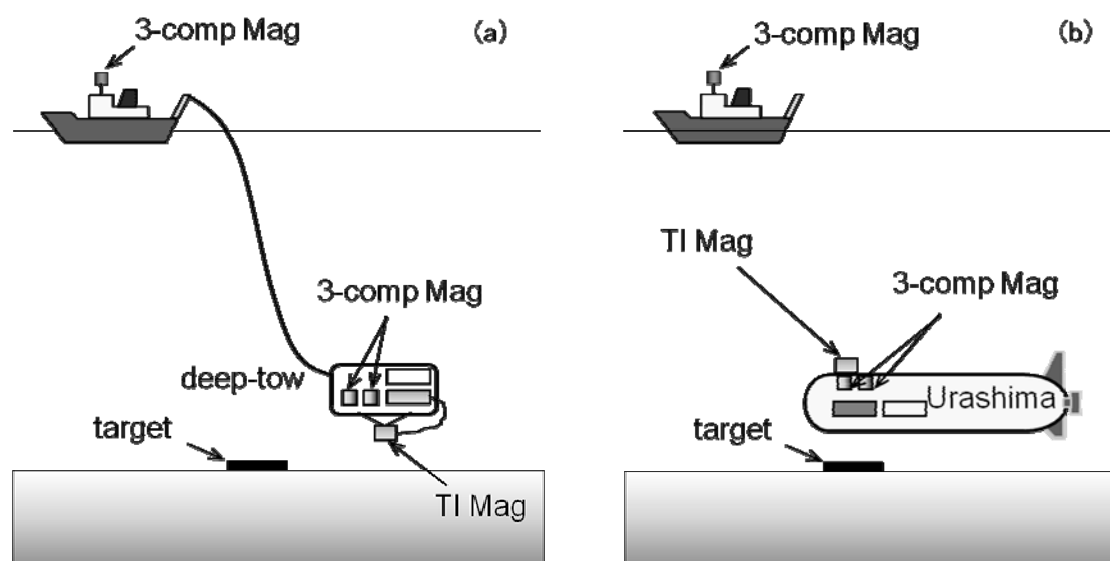 3-comp Mag
(a)
3-comp Mag
deep-tow
target
TI Mag
3-comp Mag
(b)
TI Mag
3-comp Mag
Urashima
target